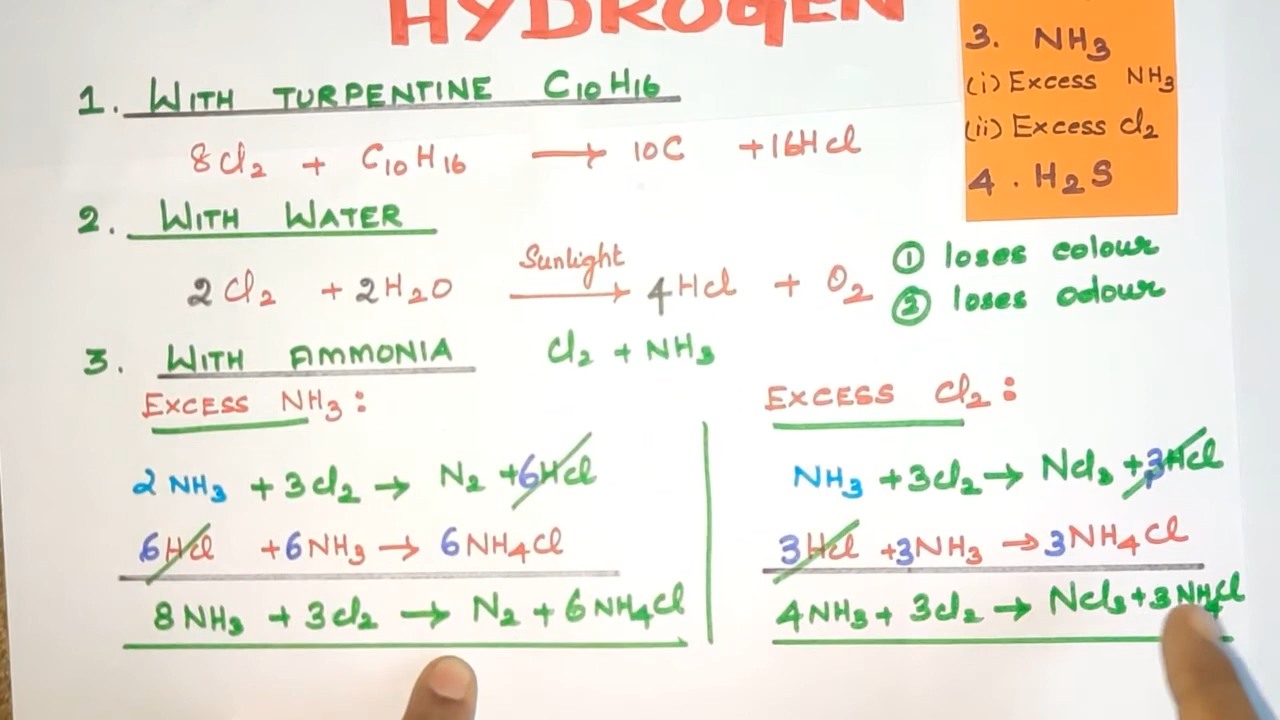 HYDROGEN
1. WITH TURPENTINE C₁₀H₁₆
8Cl₂ + C₁₀H₁₆ ⟶ 10C + 16HCl
2. WITH WATER
2Cl₂ + 2H₂O ⟶ 4HCl + O₂
Sunlight
① loses colour
② loses odour
3. WITH AMMONIA Cl₂ + NH₃
EXCESS NH₃:
2NH₃ + 3Cl₂ → N₂ + 6HCl
6HCl + 6NH₃ → 6NH₄Cl
8NH₃ + 3Cl₂ → N₂ + 6NH₄Cl
EXCESS Cl₂:
NH₃ + 3Cl₂ → NCl₃ + 3HCl
3HCl + 3NH₃ → 3NH₄Cl
4NH₃ + 3Cl₂ → NCl₃ + 3NH₄Cl
3. NH₃
(i) Excess NH₃
(ii) Excess Cl₂
4. H₂S